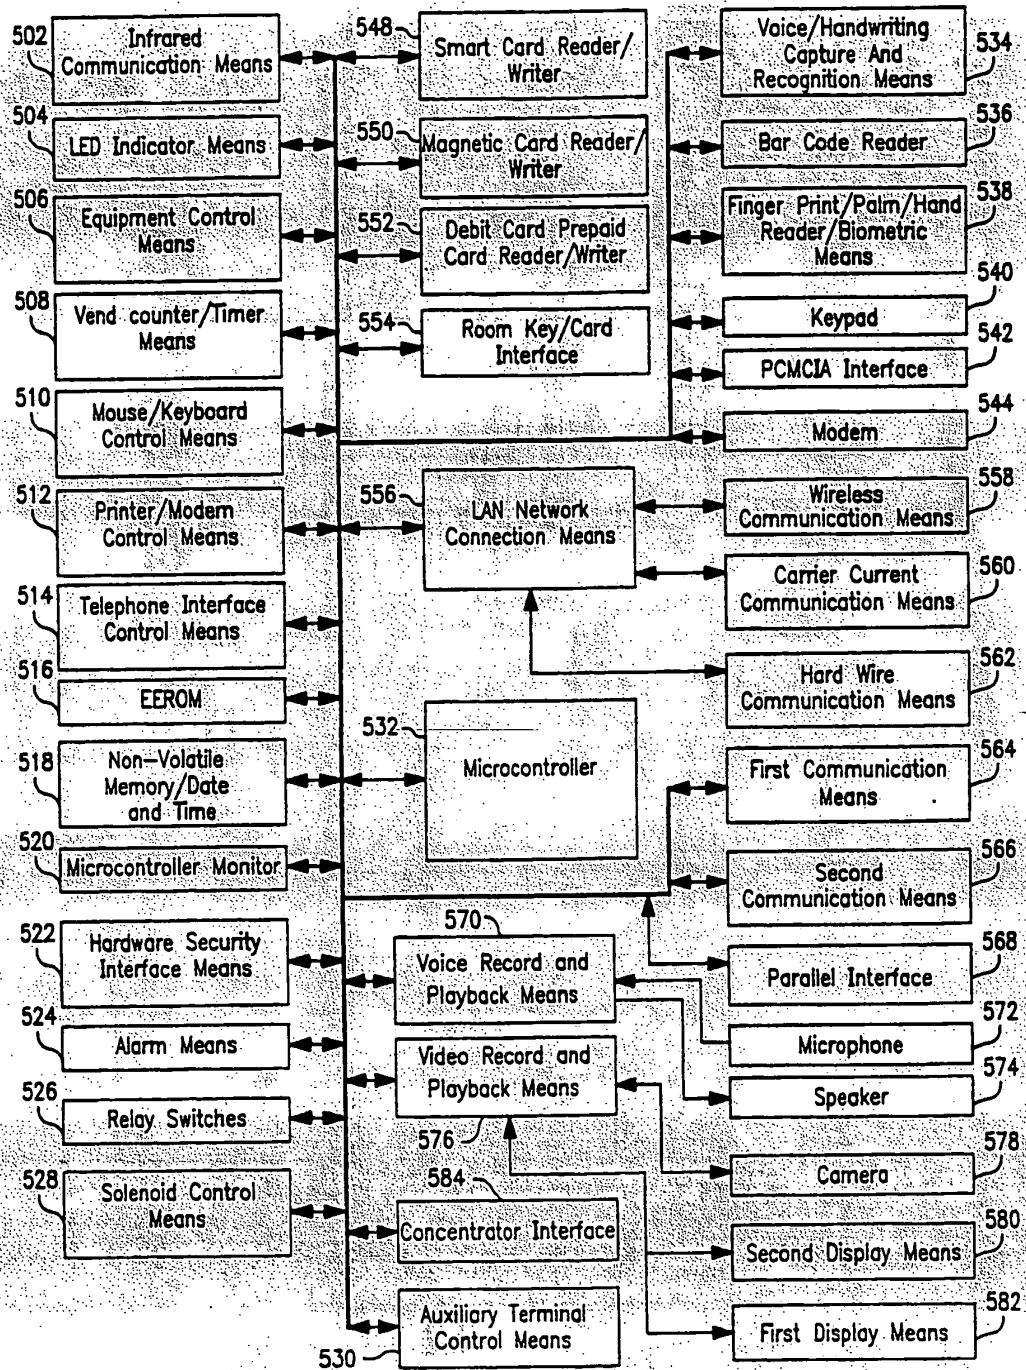 502
Infrared
Communication Means
504
LED Indicator Means
506
Equipment Control
Means
508
Vend counter/Timer
Means
510
Mouse/Keyboard
Control Means
512
Printer/Modem
Control Means
514
Telephone Interface
Control Means
516
EEROM
518
Non-Volatile
Memory/Date
and Time
520
Microcontroller Monitor
522
Hardware Security
Interface Means
524
Alarm Means
526
Relay Switches
528
Solenoid Control
Means
548
Smart Card Reader/
Writer
550
Magnetic Card Reader/
Writer
552
Debit Card Prepaid
Card Reader/Writer
554
Room Key/Card
Interface
556
LAN Network
Connection Means
532
Microcontroller
570
Voice Record and
Playback Means
Video Record and
Playback Means
576
584
Concentrator Interface
Auxiliary Terminal
Control Means
530
Voice/Handwriting
Capture And
Recognition Means
534
Bar Code Reader
536
Finger Print/Palm/Hand
Reader/Biometric
Means
538
540
Keypad
542
PCMCIA Interface
544
Modem
Wireless
Communication Means
558
Carrier Current
Communication Means
560
Hard Wire
Communication Means
562
First Communication
Means
564
Second
Communication Means
566
568
Parallel Interface
572
Microphone
574
Speaker
578
Camera
580
Second Display Means
582
First Display Means